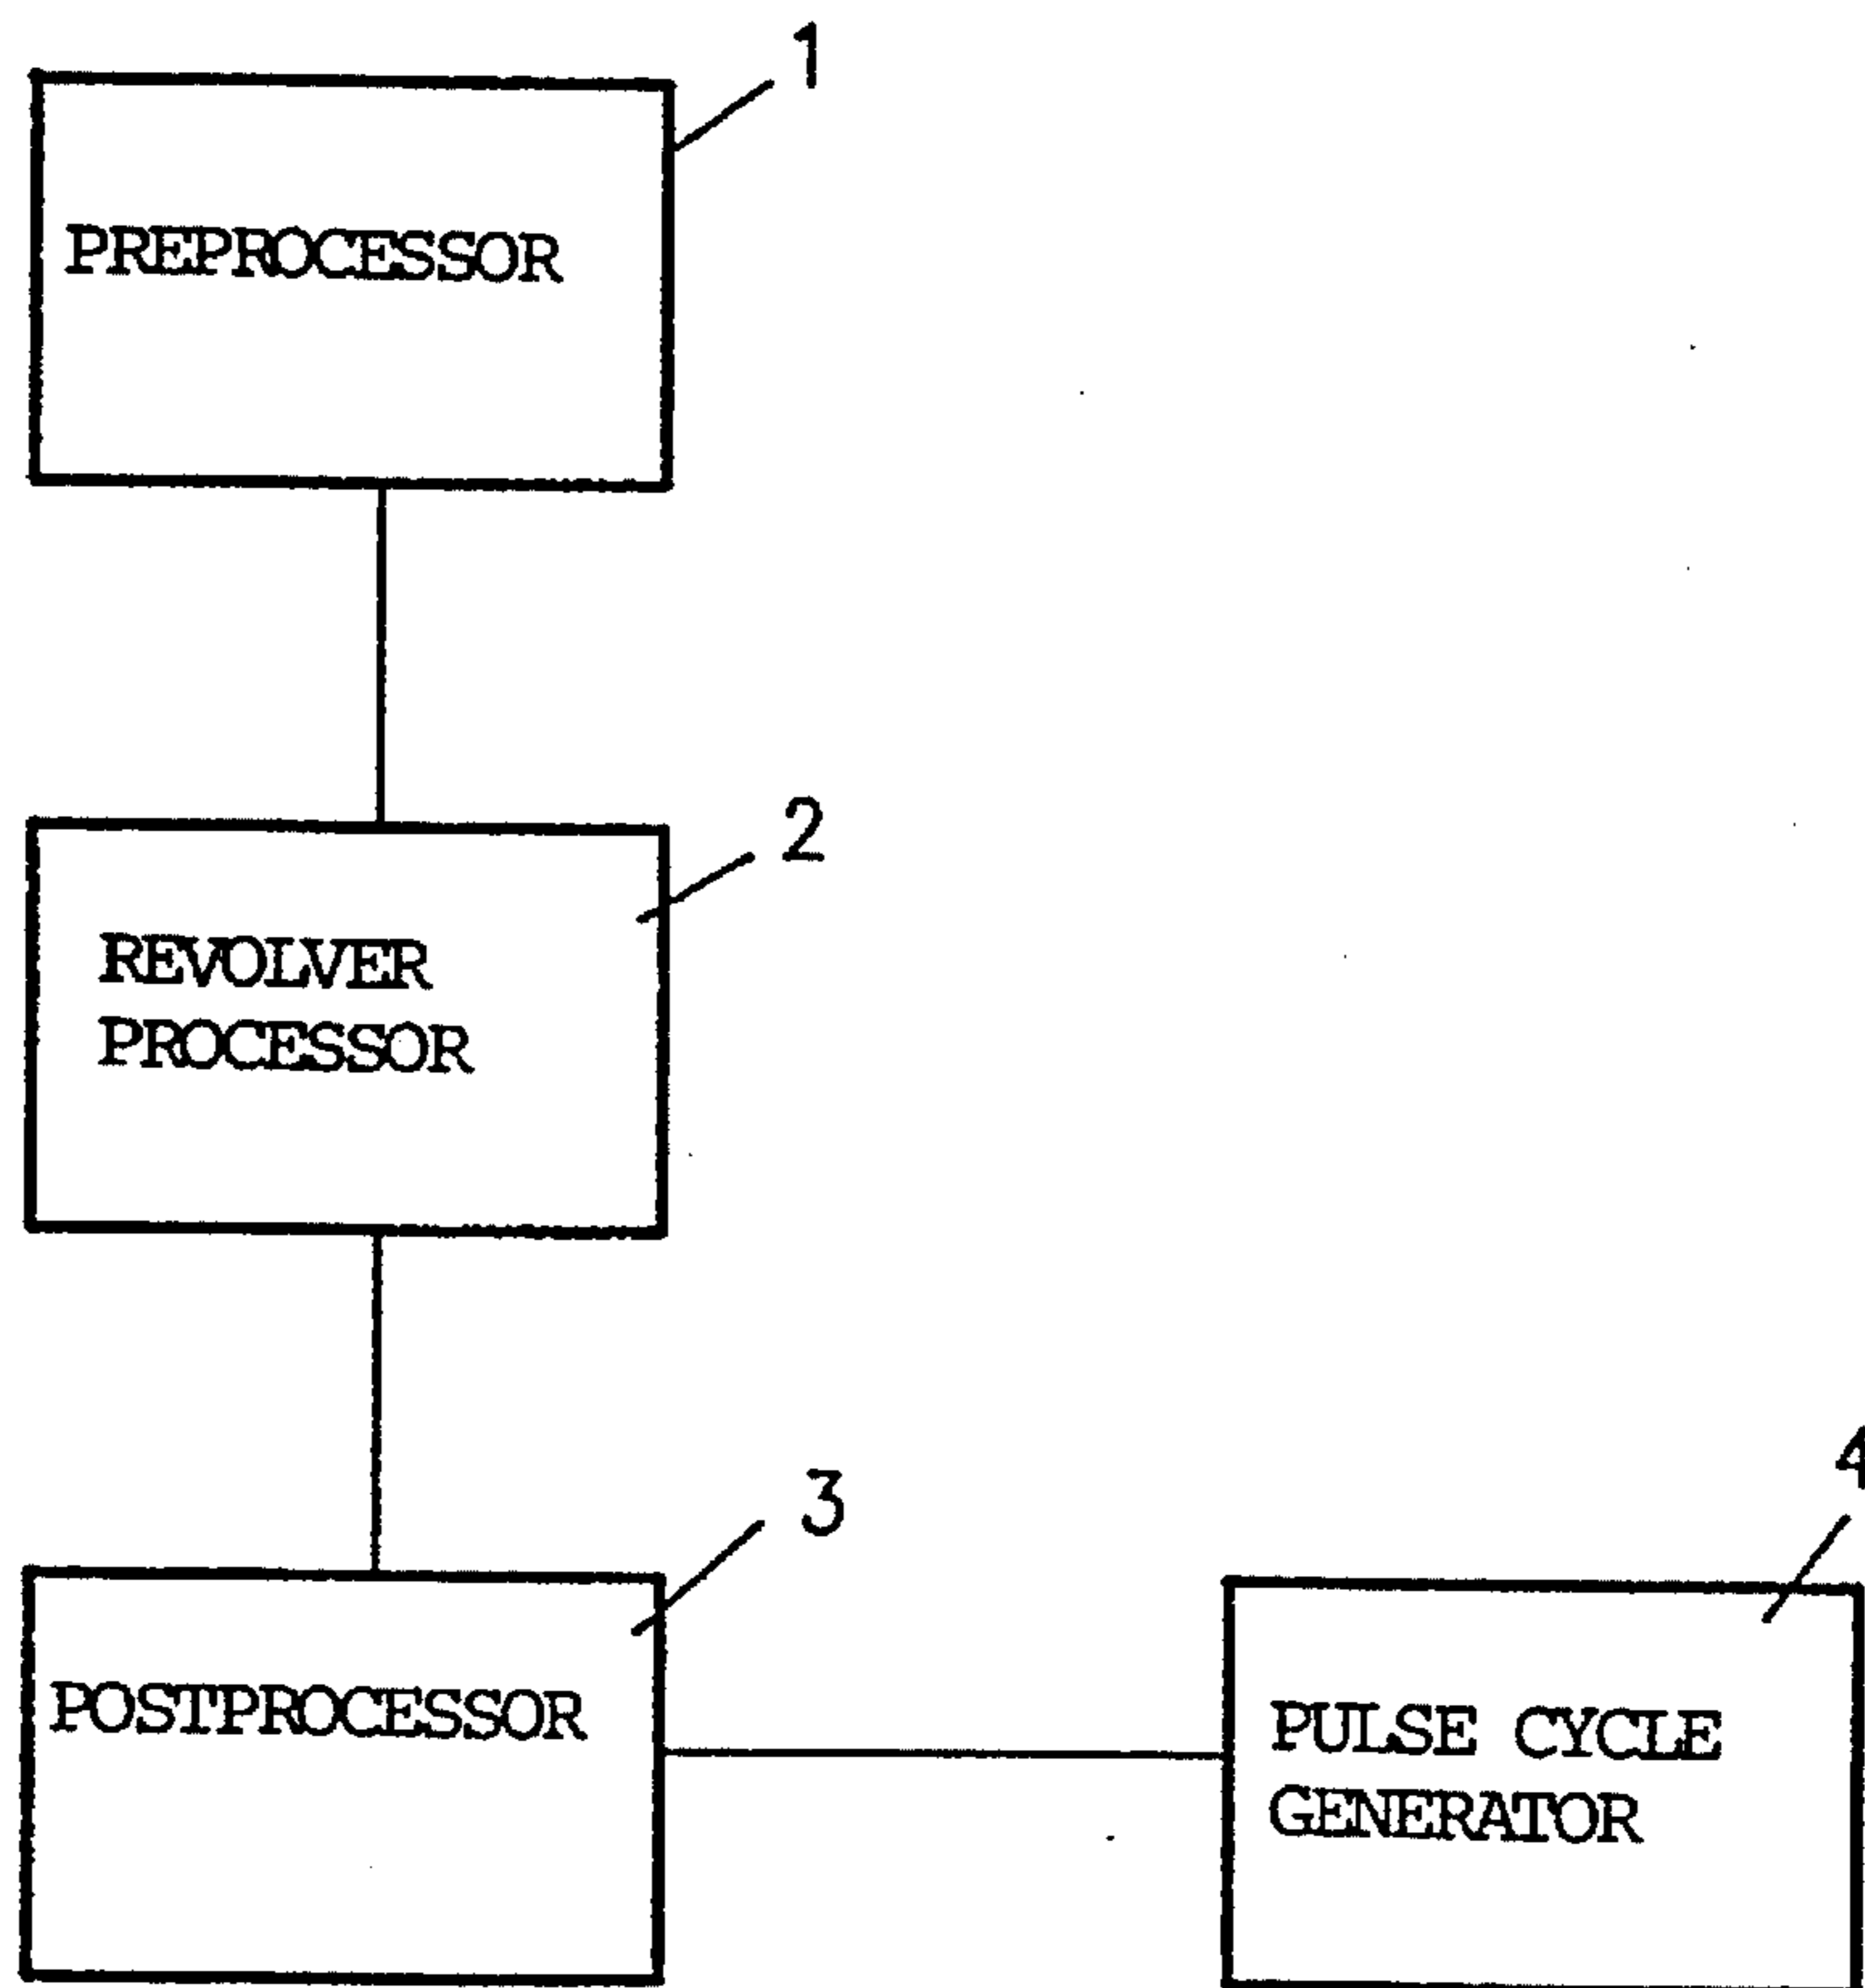 1
PREPROCESSOR
2
REVOLVER
PROCESSOR
3
POSTPROCESSOR
4
PULSE CYCLE
GENERATOR